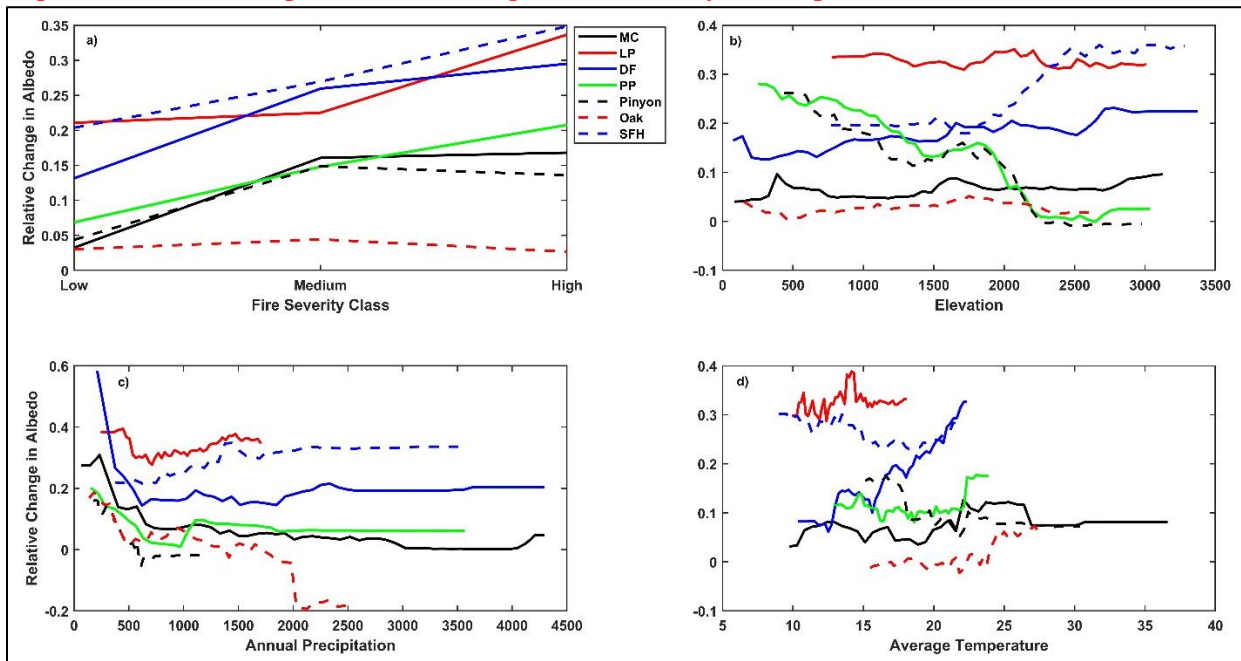 a)
0.35
0.3
0.25
0.2
0.15
0.1
0.05
0
Relative Change in Albedo
Low
Medium
High
Fire Severity Class
MC
LP
DF
PP
Pinyon
Oak
SFH
b)
0.4
0.3
0.2
0.1
0
-0.1
0
500
1000
1500
2000
2500
3000
3500
Elevation
c)
0.6
0.4
0.2
0
-0.2
Relative Change in Albedo
0
500
1000
1500
2000
2500
3000
3500
4000
4500
Annual Precipitation
d)
0.4
0.3
0.2
0.1
0
-0.1
5
10
15
20
25
30
35
40
Average Temperature